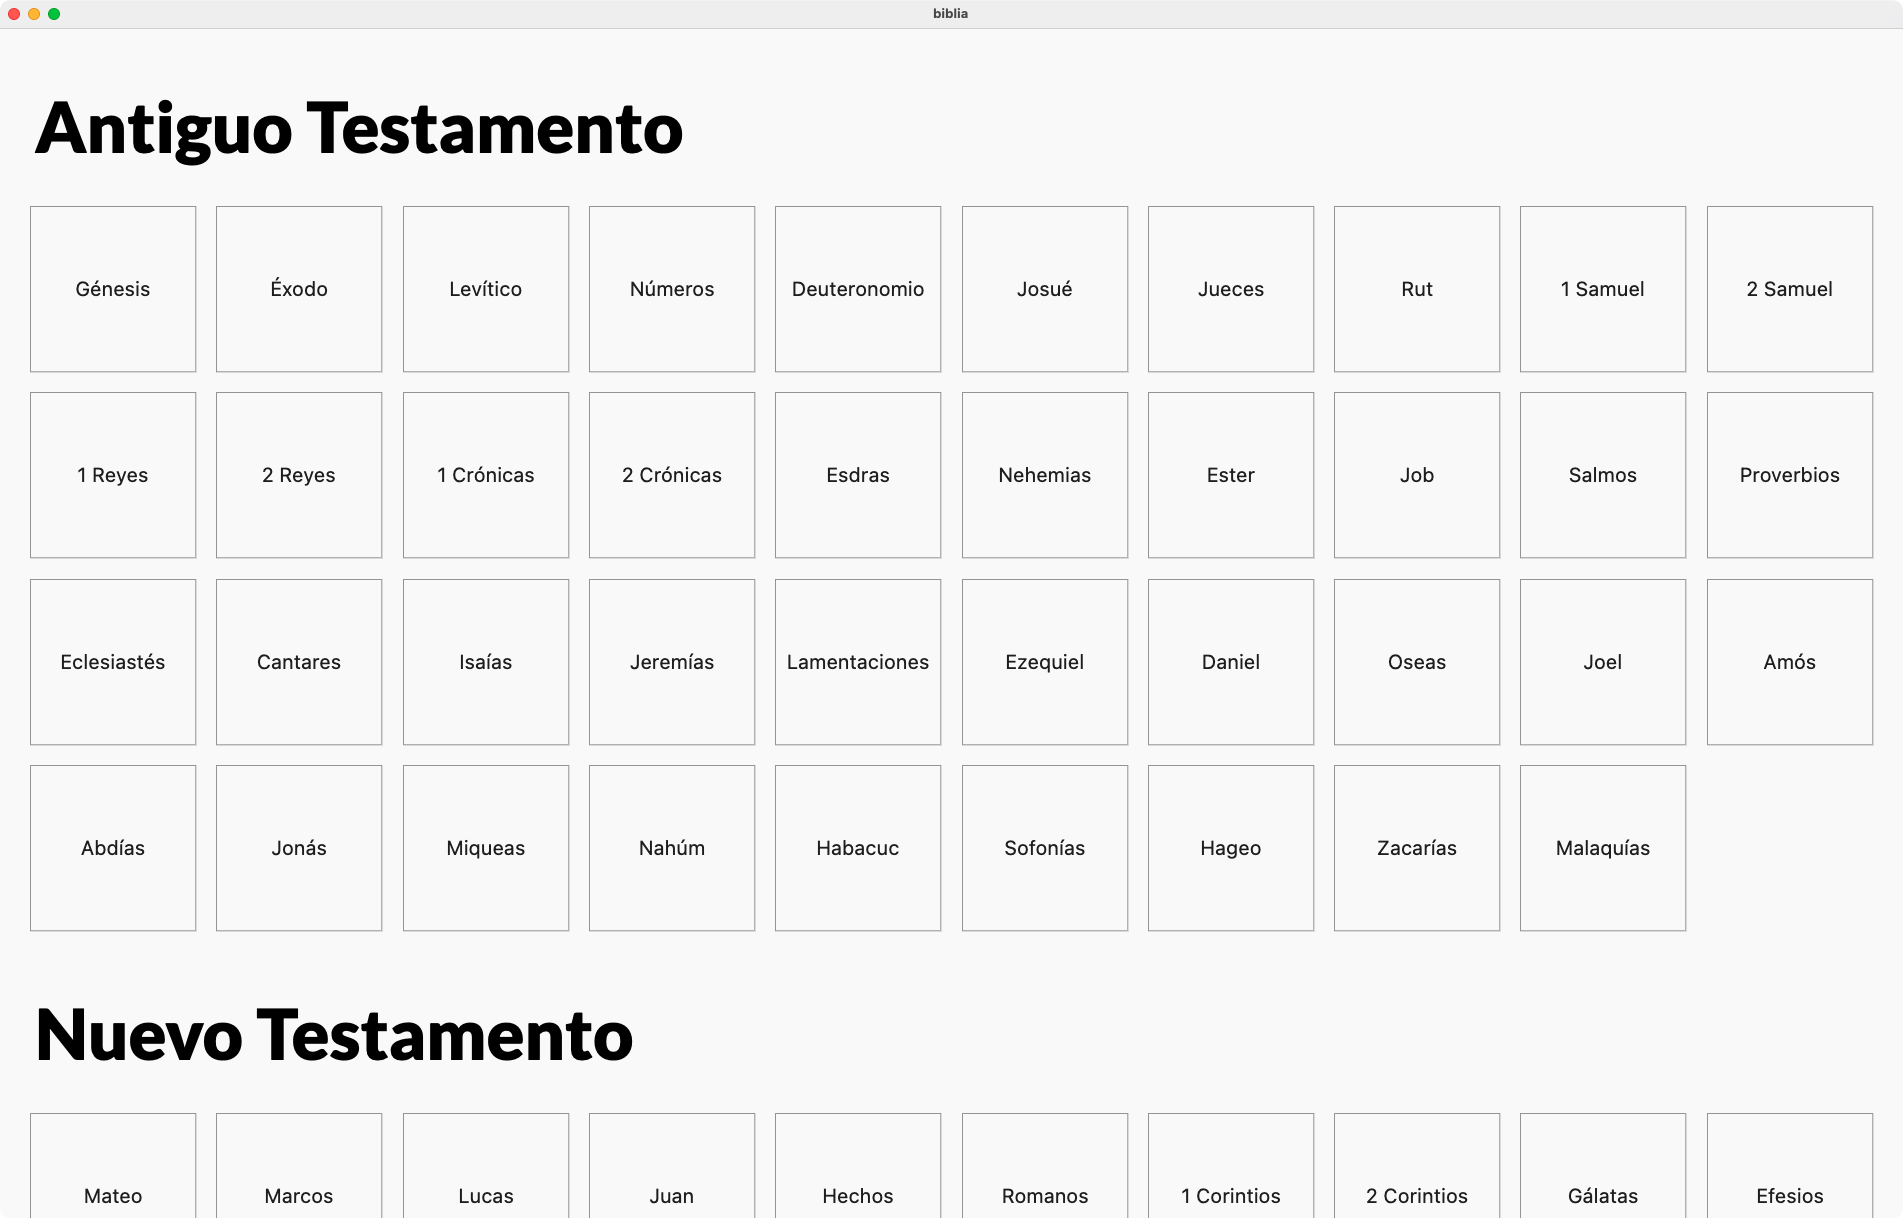 biblia
Antiguo Testamento
Génesis
Éxodo
Levítico
Números
Deuteronomio
Josué
Jueces
Rut
1 Samuel
2 Samuel
1 Reyes
2 Reyes
1 Crónicas
2 Crónicas
Esdras
Nehemias
Ester
Job
Salmos
Proverbios
Eclesiastés
Cantares
Isaías
Jeremías
Lamentaciones
Ezequiel
Daniel
Oseas
Joel
Amós
Abdías
Jonás
Miqueas
Nahúm
Habacuc
Sofonías
Hageo
Zacarías
Malaquías
Nuevo Testamento
Mateo
Marcos
Lucas
Juan
Hechos
Romanos
1 Corintios
2 Corintios
Gálatas
Efesios